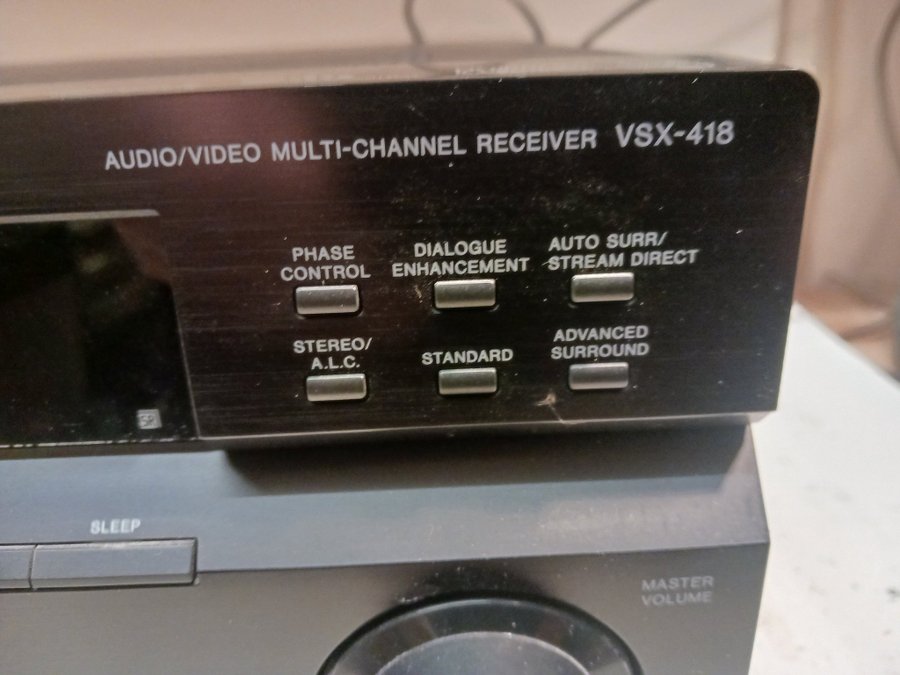 AUDIO/VIDEO MULTI-CHANNEL RECEIVER VSX-418
PHASE
CONTROL
DIALOGUE
ENHANCEMENT
AUTO SURR/
STREAM DIRECT
STEREO/
A.L.C.
STANDARD
ADVANCED
SURROUND
SR
SLEEP
MASTER
VOLUME